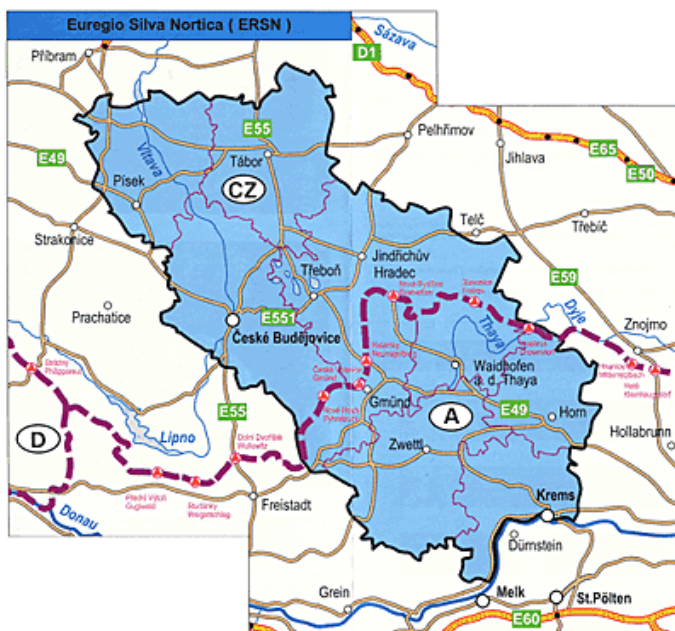 Euregio Silva Nortica ( ERSN )
Sázava
D1
Příbram
E55
Pelhřimov
E49
Vltava
Tábor
Jihlava
E65
E50
Písek
CZ
Telč
Třebíč
Strakonice
Jindřichův
Hradec
Třeboň
E59
Prachatice
E551
České Budějovice
Thaya
Dyje
Znojmo
Waidhofen
a. d. Thaya
E55
Gmünd
A
E49
Horn
D
Lipno
Zwettl
Hollabrunn
Donau
Freistadt
Krems
Dürnstein
Grein
Melk
St.Pölten
E60